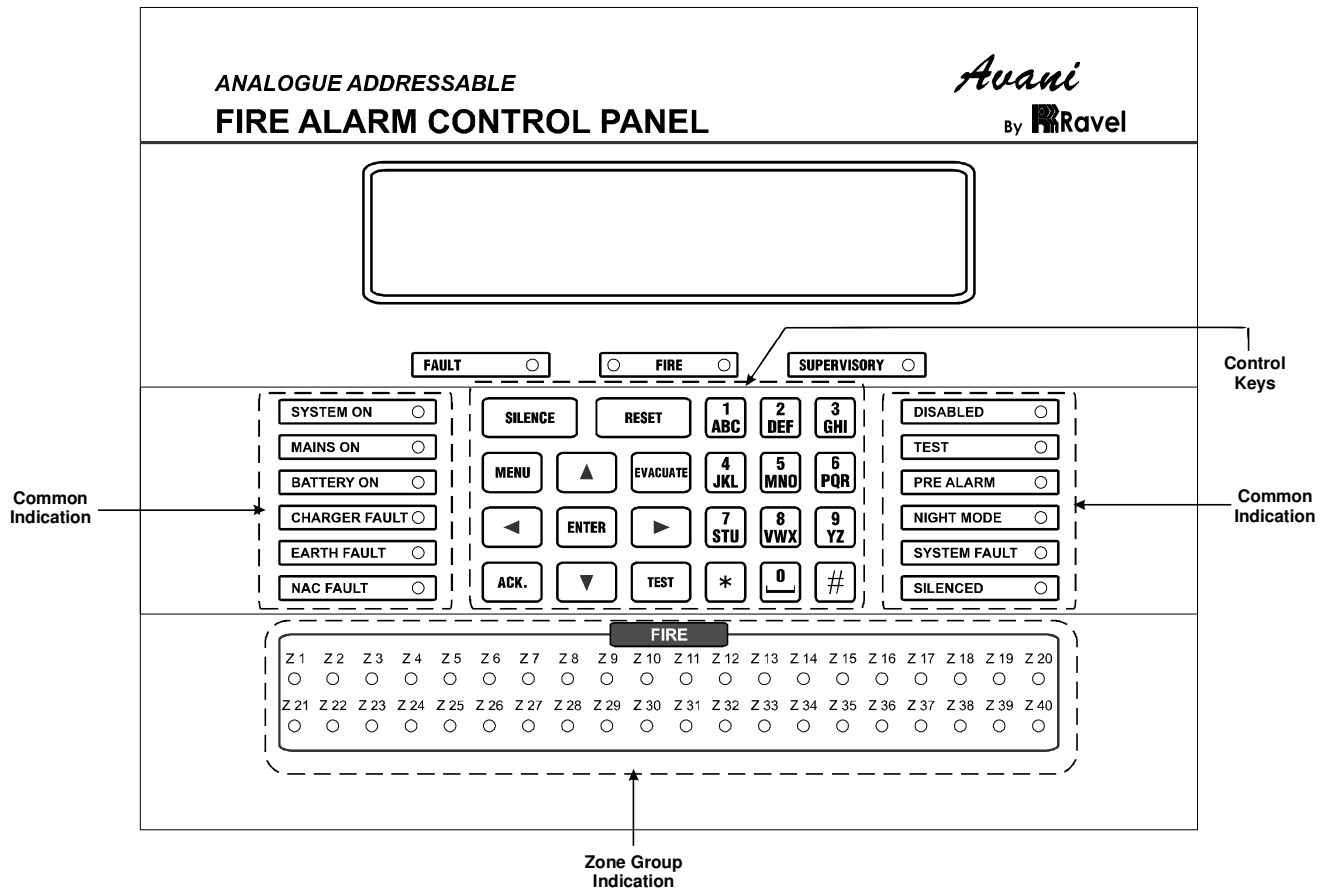 ANALOGUE ADDRESSABLE
FIRE ALARM CONTROL PANEL
Avani
By Ravel
FAULT
FIRE
SUPERVISORY
Control
Keys
Common
Indication
SYSTEM ON
MAINS ON
BATTERY ON
CHARGER FAULT
EARTH FAULT
NAC FAULT
SILENCE RESET 1 2 3
ABC DEF GHI
MENU EVACUATE 4 5 6
JKL MNO PQR
ENTER 7 8 9
STU VWX YZ
ACK. TEST * 0 #
DISABLED
TEST
PRE ALARM
NIGHT MODE
SYSTEM FAULT
SILENCED
Common
Indication
FIRE
Z 1 Z 2 Z 3 Z 4 Z 5 Z 6 Z 7 Z 8 Z 9 Z 10 Z 11 Z 12 Z 13 Z 14 Z 15 Z 16 Z 17 Z 18 Z 19 Z 20
Z 21 Z 22 Z 23 Z 24 Z 25 Z 26 Z 27 Z 28 Z 29 Z 30 Z 31 Z 32 Z 33 Z 34 Z 35 Z 36 Z 37 Z 38 Z 39 Z 40
Zone Group
Indication